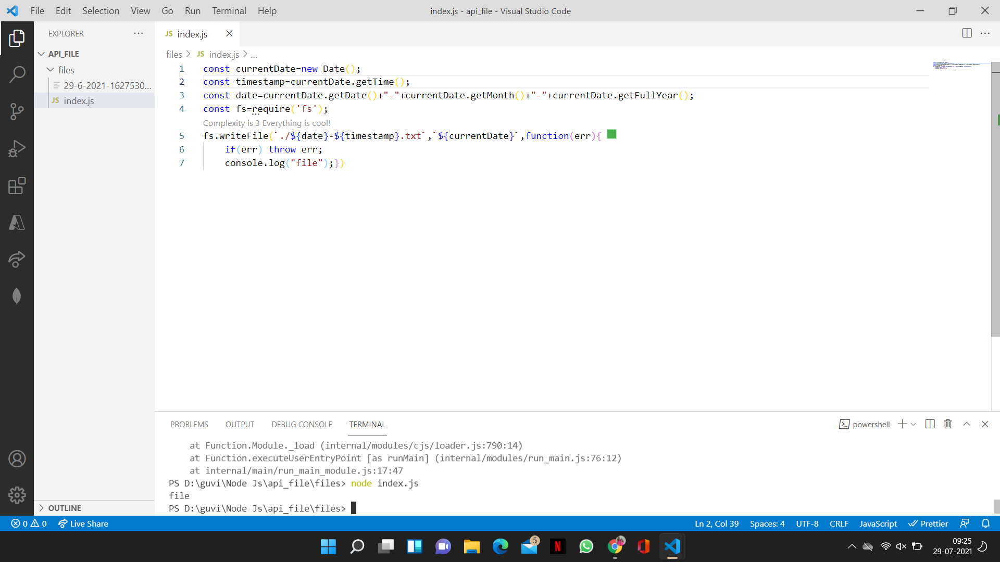 File Edit Selection View Go Run Terminal Help
index.js - api_file - Visual Studio Code
EXPLORER
API_FILE
files
29-6-2021-1627530...
JS index.js
OUTLINE
JS index.js
files > JS index.js > ...
1 const currentDate=new Date();
2 const timestamp=currentDate.getTime();
3 const date=currentDate.getDate()+"-"+currentDate.getMonth()+"-"+currentDate.getFullYear();
4 const fs=require('fs');
Complexity is 3 Everything is cool!
5 fs.writeFile(`./${date}-${timestamp}.txt`,`${currentDate}`,function(err){
6 if(err) throw err;
7 console.log("file");})
PROBLEMS OUTPUT DEBUG CONSOLE TERMINAL
powershell
at Function.Module._load (internal/modules/cjs/loader.js:790:14)
at Function.executeUserEntryPoint [as runMain] (internal/modules/run_main.js:76:12)
at internal/main/run_main_module.js:17:47
PS D:\guvi\Node Js\api_file\files> node index.js
file
PS D:\guvi\Node Js\api_file\files>
0 0 Live Share
Ln 2, Col 39 Spaces: 4 UTF-8 CRLF JavaScript Prettier
5
N
09:25
29-07-2021